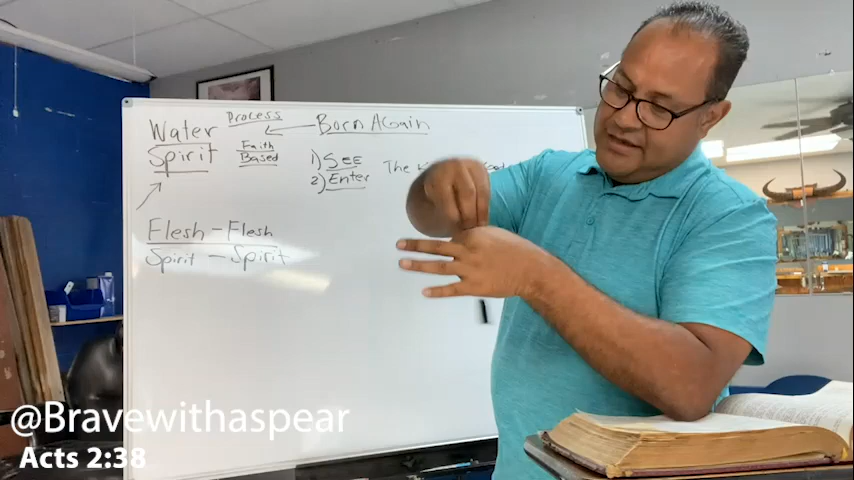 Process
Water Born Again
Spirit Faith
Based
1) SEE The
2) Enter
Flesh - Flesh
Spirit - Spirit
@Bravewithaspear
Acts 2:38